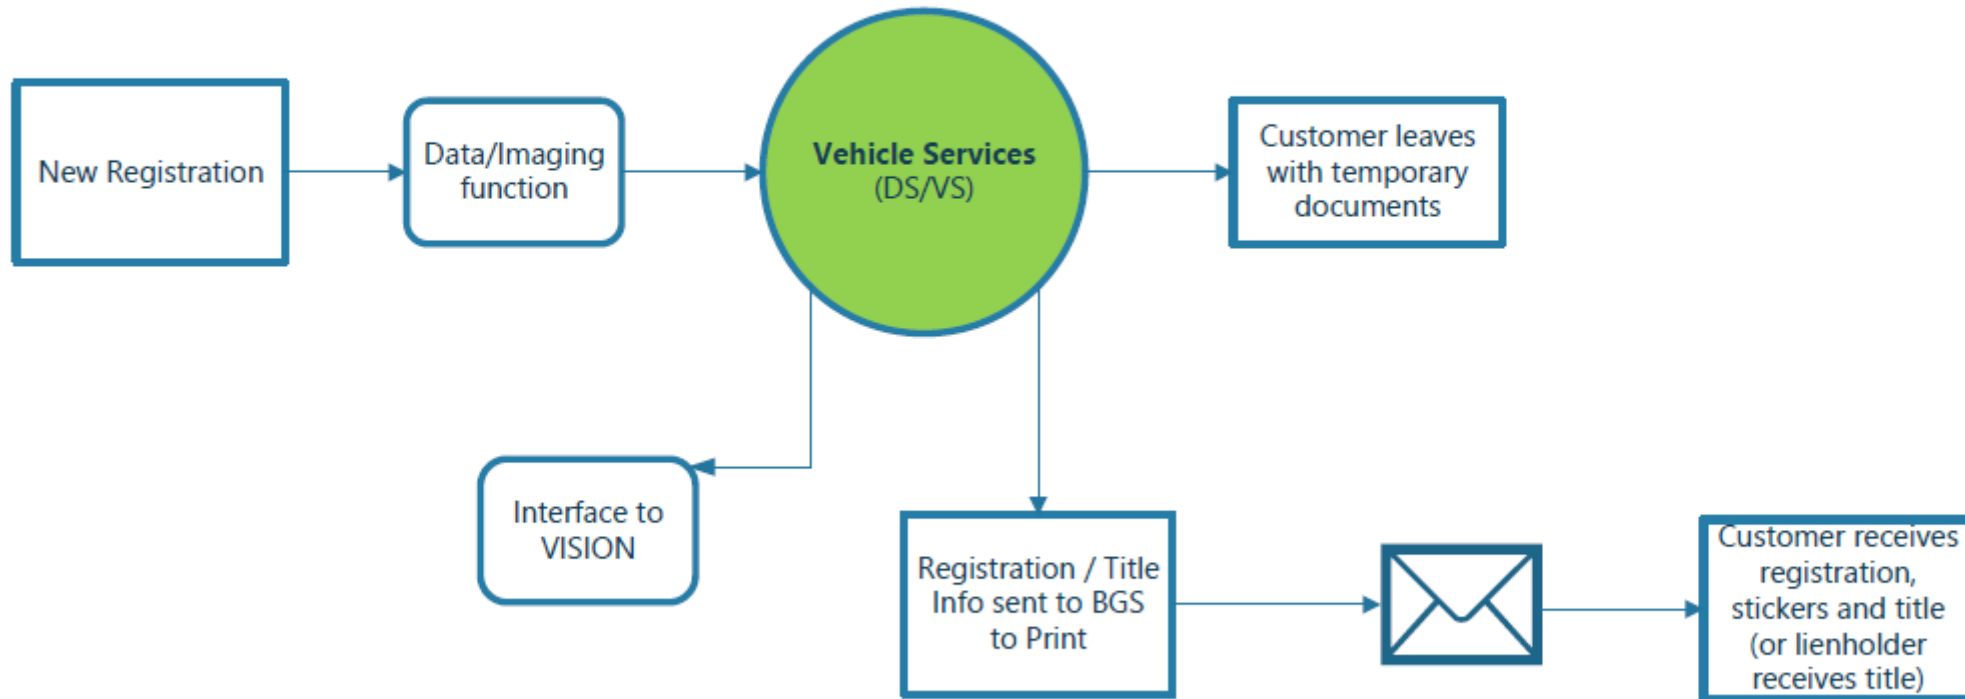 New Registration
Data/Imaging
function
Vehicle Services
(DS/VS)
Customer leaves
with temporary
documents
Interface to
VISION
Registration / Title
Info sent to BGS
to Print
Customer receives
registration,
stickers and title
(or lienholder
receives title)